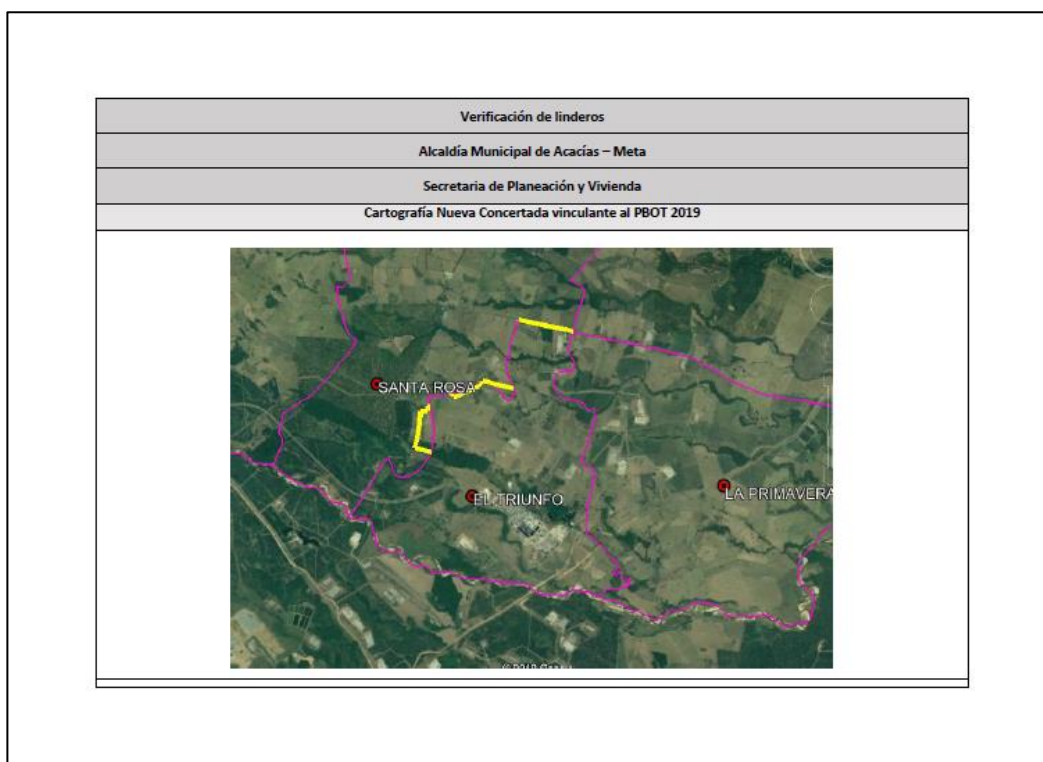 Verificación de linderos
Alcaldía Municipal de Acacías – Meta
Secretaria de Planeación y Vivienda
Cartografía Nueva Concertada vinculante al PBOT 2019
SANTA ROSA
EL TRIUNFO
LA PRIMAVERA